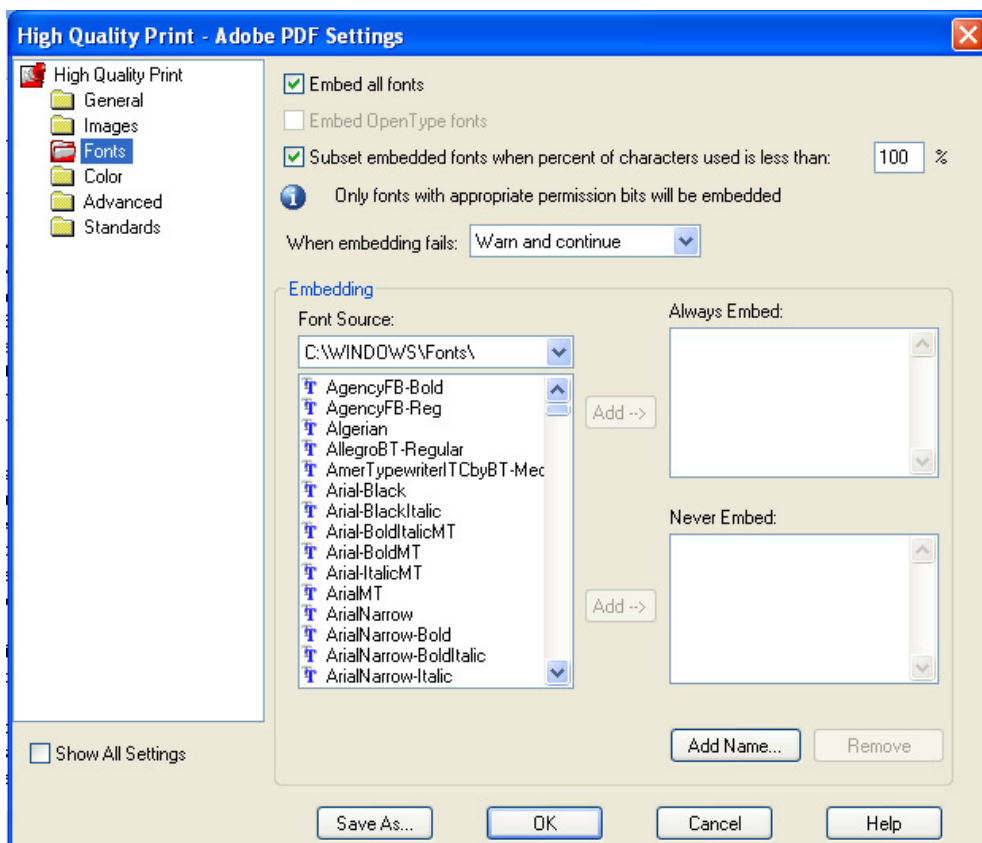 High Quality Print - Adobe PDF Settings
High Quality Print
General
Images
Fonts
Color
Advanced
Standards
Show All Settings
Embed all fonts
Embed OpenType fonts
Subset embedded fonts when percent of characters used is less than: 100 %
Only fonts with appropriate permission bits will be embedded
When embedding fails: Warn and continue
Embedding
Font Source:
C:\WINDOWS\Fonts\
AgencyFB-Bold
AgencyFB-Reg
Algerian
AllegroBT-Regular
AmerTypewriterITCbyBT-Med
Arial-Black
Arial-BlackItalic
Arial-BoldItalicMT
Arial-BoldMT
Arial-ItalicMT
ArialMT
ArialNarrow
ArialNarrow-Bold
ArialNarrow-BoldItalic
ArialNarrow-Italic
Add -->
Add -->
Always Embed:
Never Embed:
Add Name...
Remove
Save As...
OK
Cancel
Help